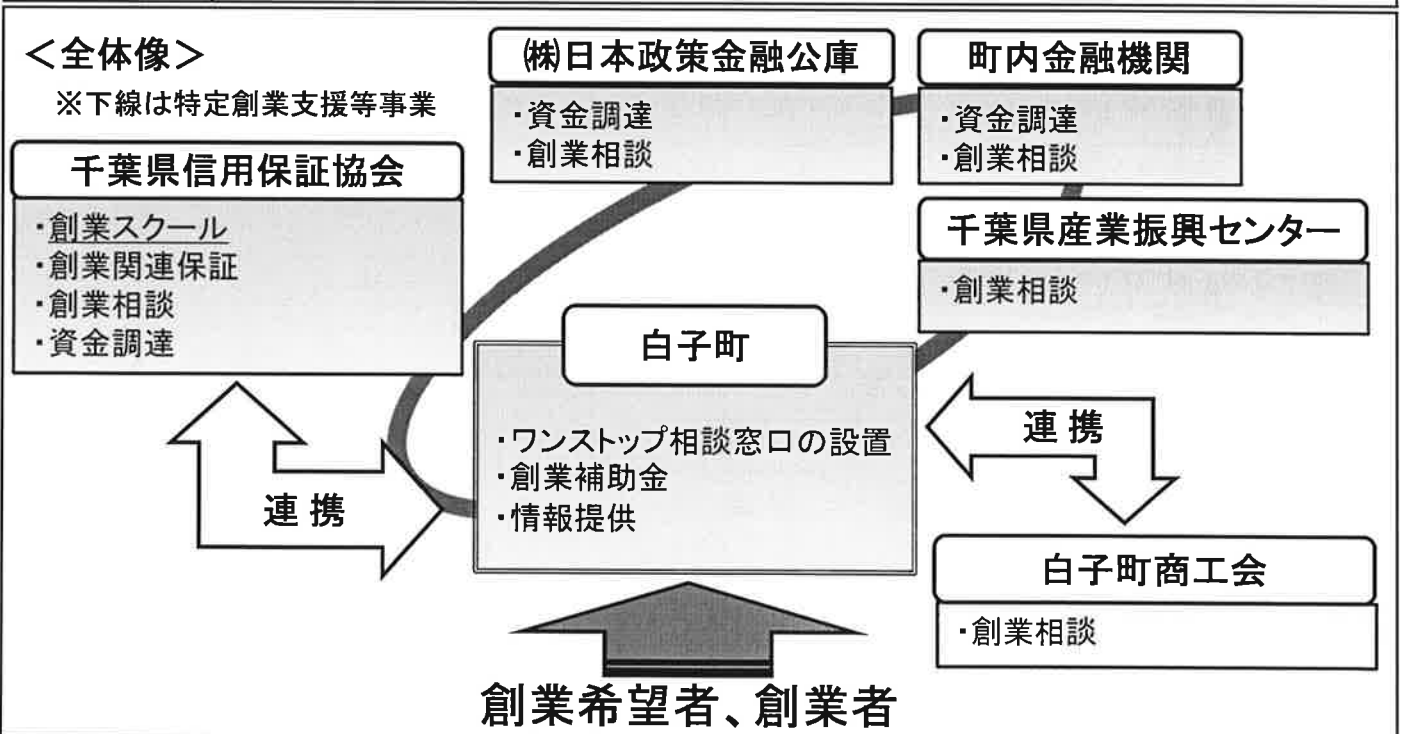 <全体像>
※下線は特定創業支援等事業
㈱日本政策金融公庫
・資金調達
・創業相談
町内金融機関
・資金調達
・創業相談
千葉県信用保証協会
・創業スクール
・創業関連保証
・創業相談
・資金調達
千葉県産業振興センター
・創業相談
白子町
・ワンストップ相談窓口の設置
・創業補助金
・情報提供
連携
連携
白子町商工会
・創業相談
創業希望者、創業者